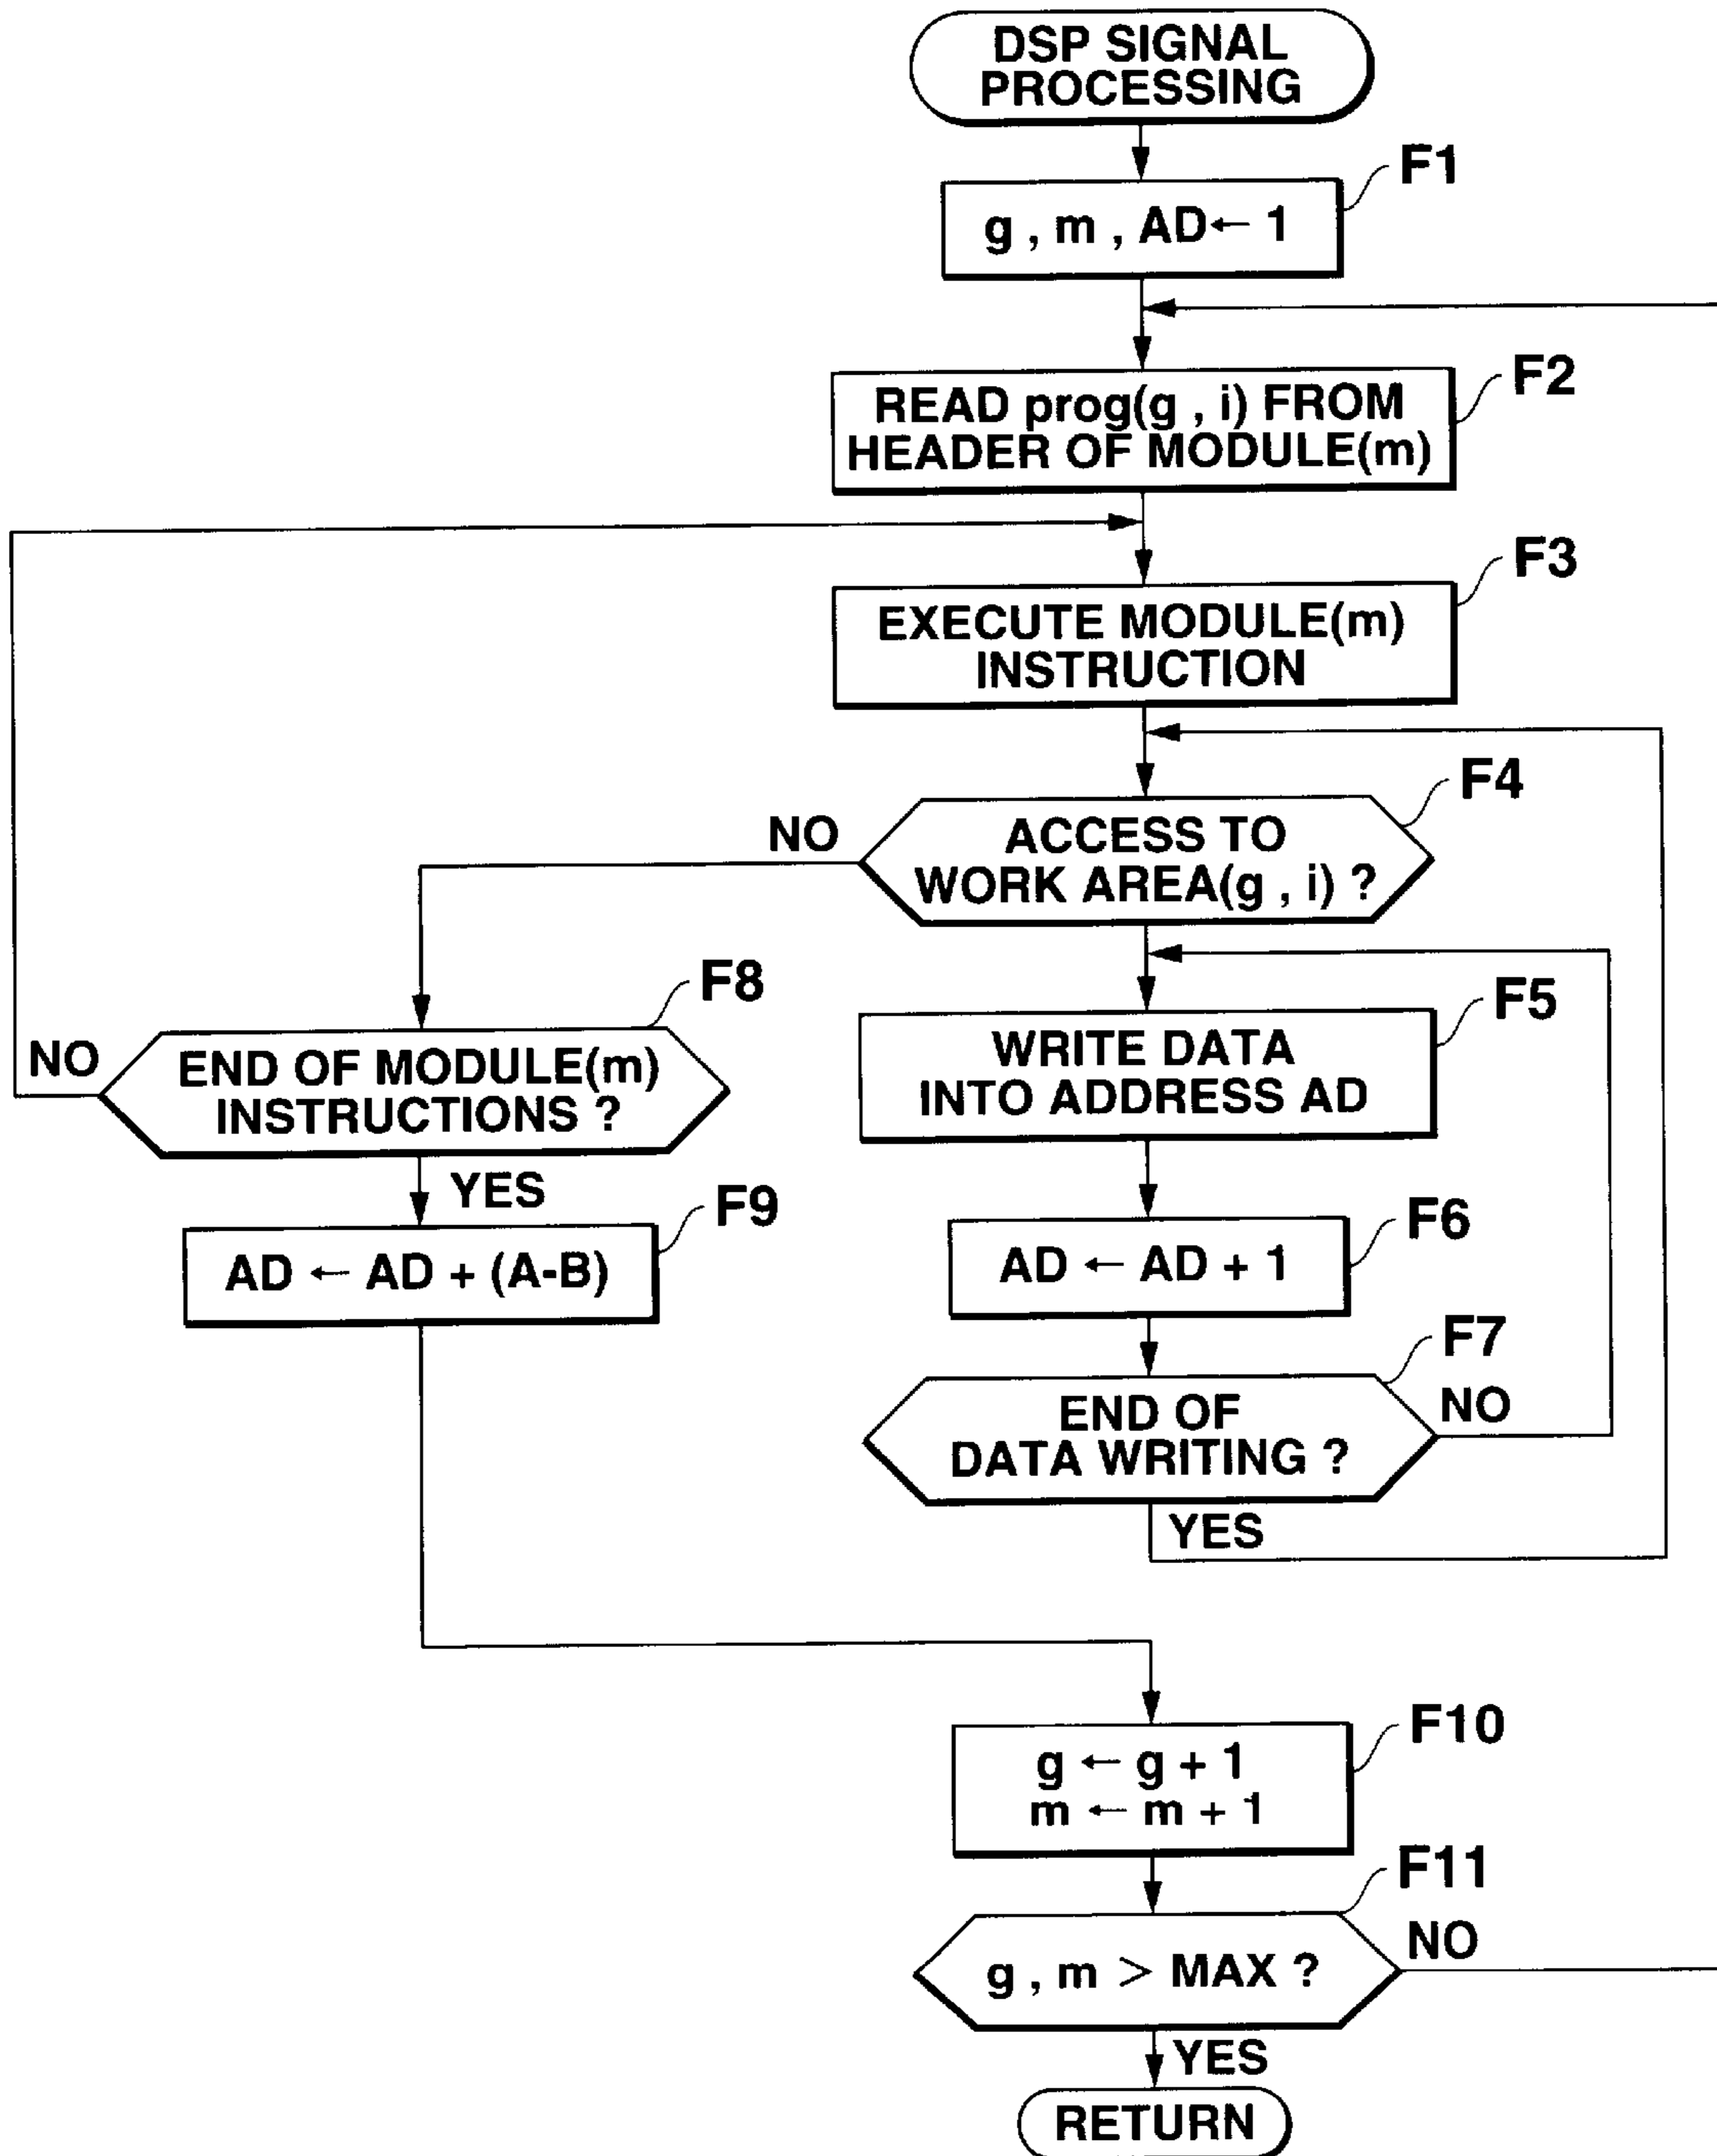 DSP SIGNAL
PROCESSING
F1
g , m , AD← 1
F2
READ prog(g , i) FROM
HEADER OF MODULE(m)
F3
EXECUTE MODULE(m)
INSTRUCTION
F4
NO
ACCESS TO
WORK AREA(g , i) ?
F8
NO
END OF MODULE(m)
INSTRUCTIONS ?
YES
F9
AD ← AD + (A-B)
F5
WRITE DATA
INTO ADDRESS AD
F6
AD ← AD + 1
F7
END OF
DATA WRITING ?
NO
YES
F10
g ← g + 1
m ← m + 1
F11
g , m > MAX ?
NO
YES
RETURN